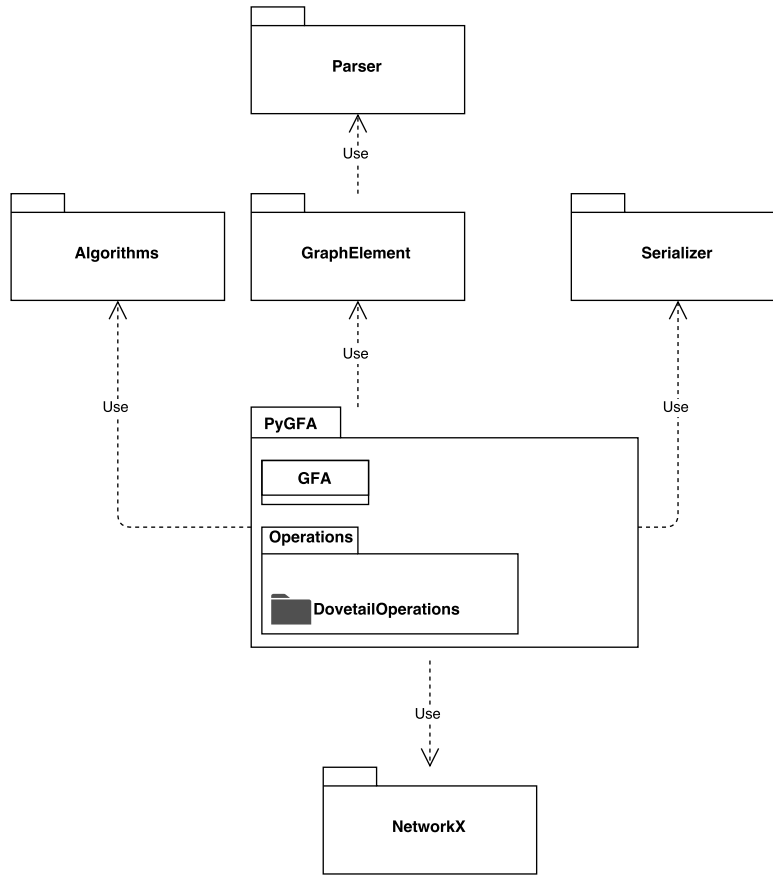 Parser
Use
Algorithms
GraphElement
Serializer
Use
Use
Use
PyGFA
GFA
Operations
DovetailOperations
Use
NetworkX